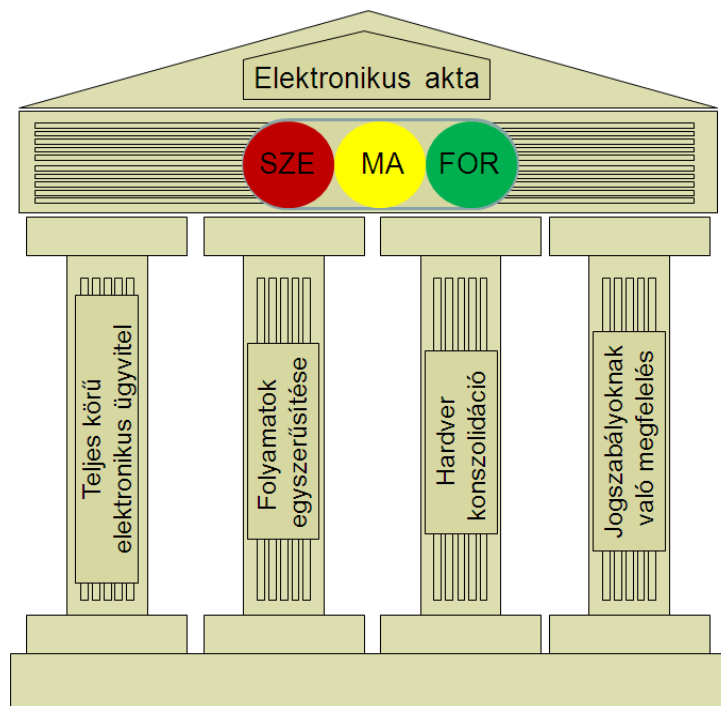 Elektronikus akta
SZE MA FOR
Teljes körű
elektronikus ügyvitel
Folyamatok
egyszerűsítése
Hardver
konszolidáció
Jogszabályoknak
való megfelelés